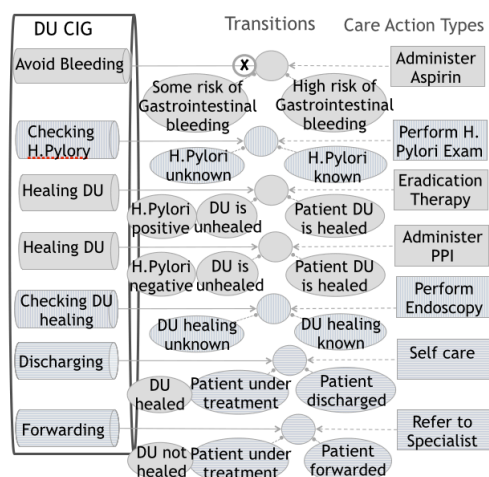 DU CIG
Transitions
Care Action Types
Avoid Bleeding
X
Administer
Aspirin
Some risk of
Gastrointestinal
bleeding
High risk of
Gastrointestinal
bleeding
Checking
H.Pylory
Perform H.
Pylori Exam
H.Pylori
unknown
H.Pylori
known
Healing DU
Eradication
Therapy
H.Pylori
positive
DU is
unhealed
Patient DU
is healed
Healing DU
Administer
PPI
H.Pylori
negative
DU is
unhealed
Patient DU
is healed
Checking DU
healing
Perform
Endoscopy
DU healing
unknown
DU healing
known
Discharging
Self care
DU
healed
Patient under
treatment
Patient
discharged
Forwarding
Refer to
Specialist
DU not
healed
Patient under
treatment
Patient
forwarded